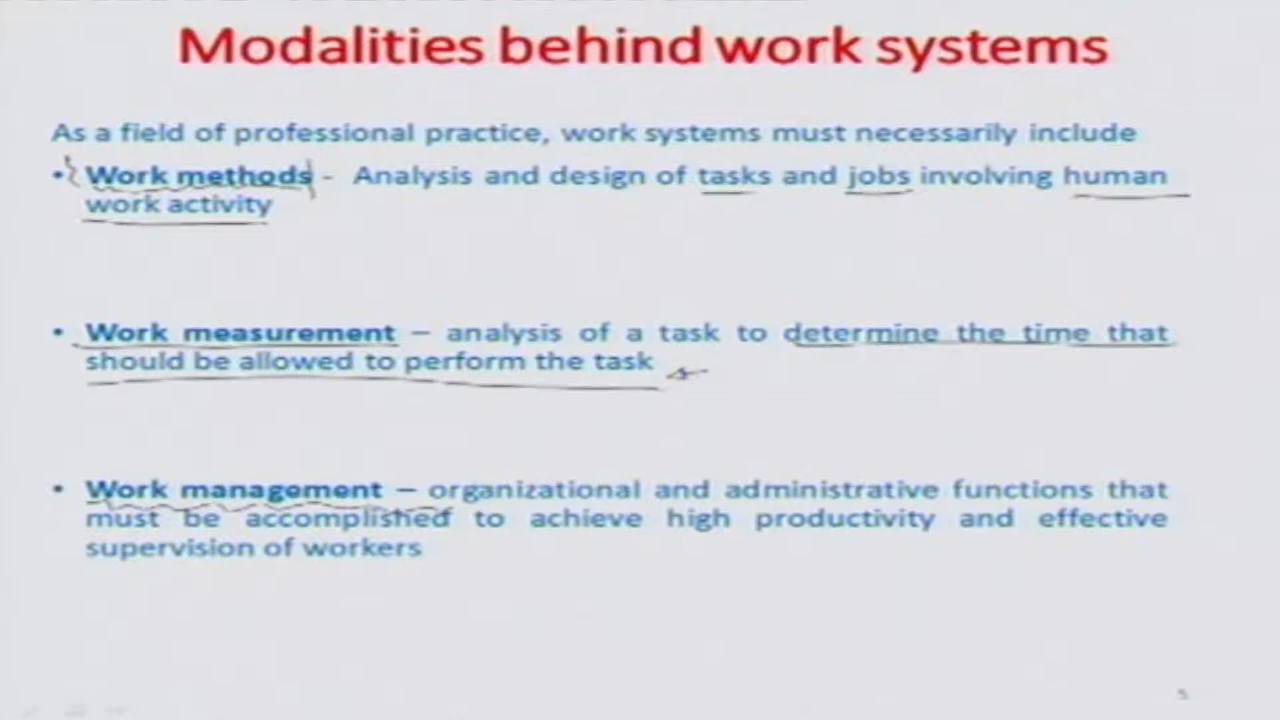 Modalities behind work systems
As a field of professional practice, work systems must necessarily include
• Work methods - Analysis and design of tasks and jobs involving human
work activity
• Work measurement – analysis of a task to determine the time that
should be allowed to perform the task
• Work management – organizational and administrative functions that
must be accomplished to achieve high productivity and effective
supervision of workers
5